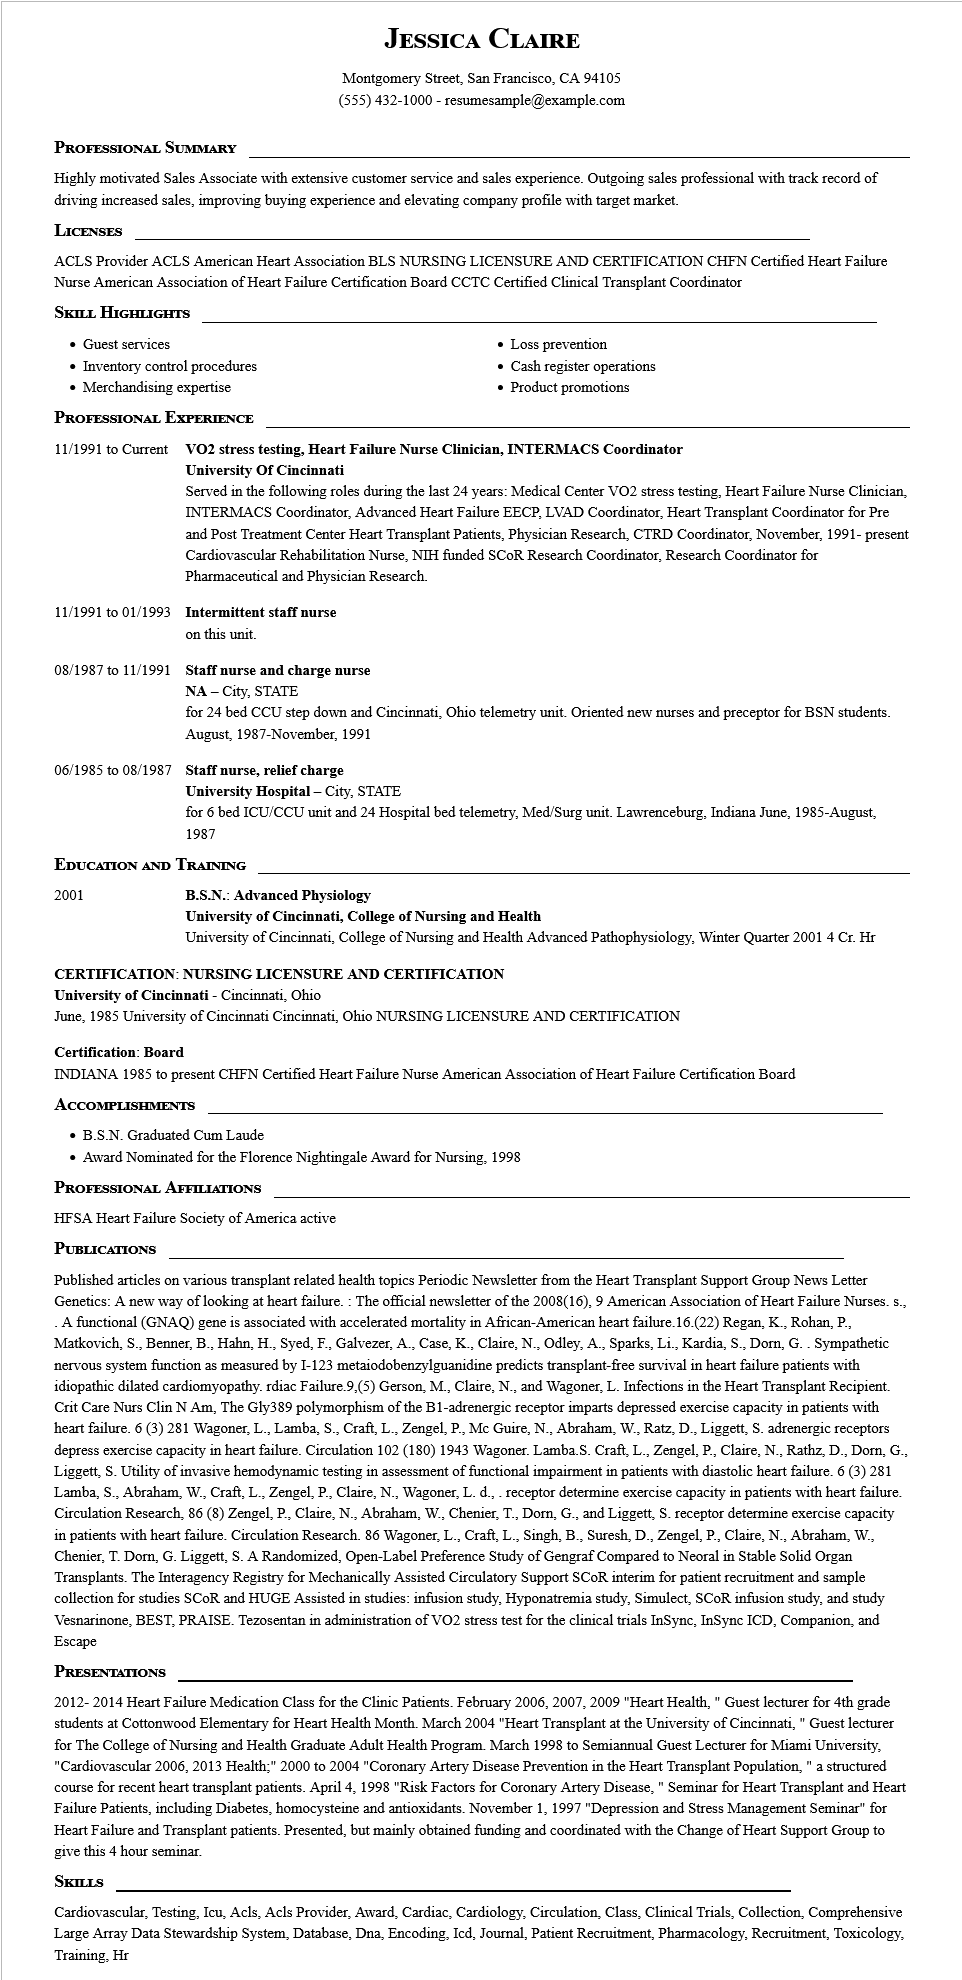 Jessica Claire
Montgomery Street, San Francisco, CA 94105
(555) 432-1000 - resumesample@example.com
Professional Summary
Highly motivated Sales Associate with extensive customer service and sales experience. Outgoing sales professional with track record of
driving increased sales, improving buying experience and elevating company profile with target market.
Licenses
ACLS Provider ACLS American Heart Association BLS NURSING LICENSURE AND CERTIFICATION CHFN Certified Heart Failure
Nurse American Association of Heart Failure Certification Board CCTC Certified Clinical Transplant Coordinator
Skill Highlights
• Guest services
• Inventory control procedures
• Merchandising expertise
• Loss prevention
• Cash register operations
• Product promotions
Professional Experience
11/1991 to Current VO2 stress testing, Heart Failure Nurse Clinician, INTERMACS Coordinator
University Of Cincinnati
Served in the following roles during the last 24 years: Medical Center VO2 stress testing, Heart Failure Nurse Clinician,
INTERMACS Coordinator, Advanced Heart Failure EECP, LVAD Coordinator, Heart Transplant Coordinator for Pre
and Post Treatment Center Heart Transplant Patients, Physician Research, CTRD Coordinator, November, 1991- present
Cardiovascular Rehabilitation Nurse, NIH funded SCoR Research Coordinator, Research Coordinator for
Pharmaceutical and Physician Research.
11/1991 to 01/1993 Intermittent staff nurse
on this unit.
08/1987 to 11/1991 Staff nurse and charge nurse
NA – City, STATE
for 24 bed CCU step down and Cincinnati, Ohio telemetry unit. Oriented new nurses and preceptor for BSN students.
August, 1987-November, 1991
06/1985 to 08/1987 Staff nurse, relief charge
University Hospital – City, STATE
for 6 bed ICU/CCU unit and 24 Hospital bed telemetry, Med/Surg unit. Lawrenceburg, Indiana June, 1985-August,
1987
Education and Training
2001 B.S.N.: Advanced Physiology
University of Cincinnati, College of Nursing and Health
University of Cincinnati, College of Nursing and Health Advanced Pathophysiology, Winter Quarter 2001 4 Cr. Hr
CERTIFICATION: NURSING LICENSURE AND CERTIFICATION
University of Cincinnati - Cincinnati, Ohio
June, 1985 University of Cincinnati Cincinnati, Ohio NURSING LICENSURE AND CERTIFICATION
Certification: Board
INDIANA 1985 to present CHFN Certified Heart Failure Nurse American Association of Heart Failure Certification Board
Accomplishments
• B.S.N. Graduated Cum Laude
• Award Nominated for the Florence Nightingale Award for Nursing, 1998
Professional Affiliations
HFSA Heart Failure Society of America active
Publications
Published articles on various transplant related health topics Periodic Newsletter from the Heart Transplant Support Group News Letter
Genetics: A new way of looking at heart failure. : The official newsletter of the 2008(16), 9 American Association of Heart Failure Nurses. s.,
. A functional (GNAQ) gene is associated with accelerated mortality in African-American heart failure.16.(22) Regan, K., Rohan, P.,
Matkovich, S., Benner, B., Hahn, H., Syed, F., Galvezer, A., Case, K., Claire, N., Odley, A., Sparks, Li., Kardia, S., Dorn, G. . Sympathetic
nervous system function as measured by I-123 metaiodobenzylguanidine predicts transplant-free survival in heart failure patients with
idiopathic dilated cardiomyopathy. rdiac Failure.9,(5) Gerson, M., Claire, N., and Wagoner, L. Infections in the Heart Transplant Recipient.
Crit Care Nurs Clin N Am, The Gly389 polymorphism of the B1-adrenergic receptor imparts depressed exercise capacity in patients with
heart failure. 6 (3) 281 Wagoner, L., Lamba, S., Craft, L., Zengel, P., Mc Guire, N., Abraham, W., Ratz, D., Liggett, S. adrenergic receptors
depress exercise capacity in heart failure. Circulation 102 (180) 1943 Wagoner. Lamba.S. Craft, L., Zengel, P., Claire, N., Rathz, D., Dorn, G.,
Liggett, S. Utility of invasive hemodynamic testing in assessment of functional impairment in patients with diastolic heart failure. 6 (3) 281
Lamba, S., Abraham, W., Craft, L., Zengel, P., Claire, N., Wagoner, L. d., . receptor determine exercise capacity in patients with heart failure.
Circulation Research, 86 (8) Zengel, P., Claire, N., Abraham, W., Chenier, T., Dorn, G., and Liggett, S. receptor determine exercise capacity
in patients with heart failure. Circulation Research. 86 Wagoner, L., Craft, L., Singh, B., Suresh, D., Zengel, P., Claire, N., Abraham, W.,
Chenier, T. Dorn, G. Liggett, S. A Randomized, Open-Label Preference Study of Gengraf Compared to Neoral in Stable Solid Organ
Transplants. The Interagency Registry for Mechanically Assisted Circulatory Support SCoR interim for patient recruitment and sample
collection for studies SCoR and HUGE Assisted in studies: infusion study, Hyponatremia study, Simulect, SCoR infusion study, and study
Vesnarinone, BEST, PRAISE. Tezosentan in administration of VO2 stress test for the clinical trials InSync, InSync ICD, Companion, and
Escape
Presentations
2012- 2014 Heart Failure Medication Class for the Clinic Patients. February 2006, 2007, 2009 "Heart Health, " Guest lecturer for 4th grade
students at Cottonwood Elementary for Heart Health Month. March 2004 "Heart Transplant at the University of Cincinnati, " Guest lecturer
for The College of Nursing and Health Graduate Adult Health Program. March 1998 to Semiannual Guest Lecturer for Miami University,
"Cardiovascular 2006, 2013 Health;" 2000 to 2004 "Coronary Artery Disease Prevention in the Heart Transplant Population, " a structured
course for recent heart transplant patients. April 4, 1998 "Risk Factors for Coronary Artery Disease, " Seminar for Heart Transplant and Heart
Failure Patients, including Diabetes, homocysteine and antioxidants. November 1, 1997 "Depression and Stress Management Seminar" for
Heart Failure and Transplant patients. Presented, but mainly obtained funding and coordinated with the Change of Heart Support Group to
give this 4 hour seminar.
Skills
Cardiovascular, Testing, Icu, Acls, Acls Provider, Award, Cardiac, Cardiology, Circulation, Class, Clinical Trials, Collection, Comprehensive
Large Array Data Stewardship System, Database, Dna, Encoding, Icd, Journal, Patient Recruitment, Pharmacology, Recruitment, Toxicology,
Training, Hr